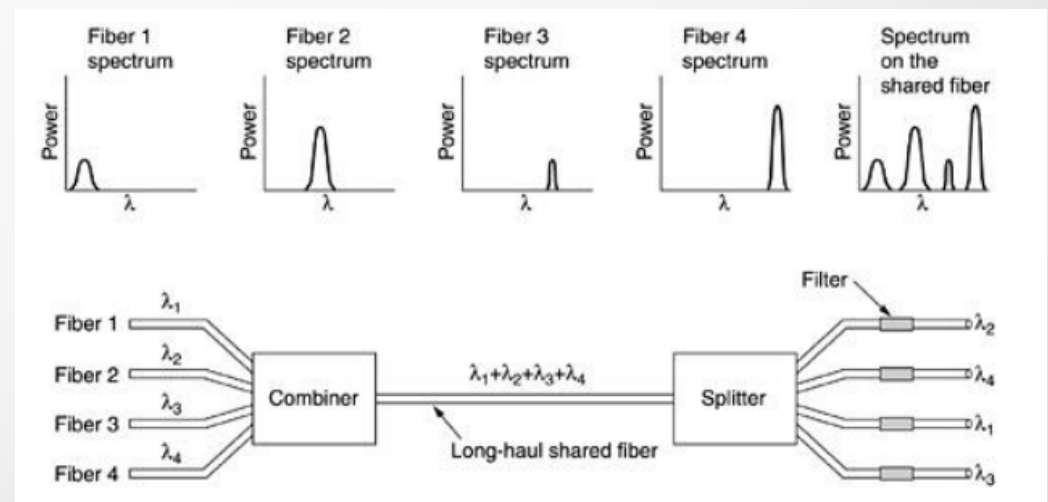 Fiber 1
spectrum
Fiber 2
spectrum
Fiber 3
spectrum
Fiber 4
spectrum
Spectrum
on the
shared fiber
Power
λ
Power
λ
Power
λ
Power
λ
Power
λ
Filter
Fiber 1
λ1
Fiber 2
λ2
Fiber 3
λ3
Fiber 4
λ4
Combiner
λ1+λ2+λ3+λ4
Long-haul shared fiber
Splitter
λ2
λ4
λ1
λ3